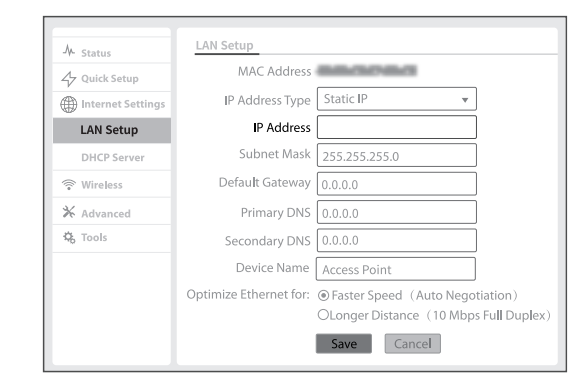 Status
Quick Setup
Internet Settings
LAN Setup
DHCP Server
Wireless
Advanced
Tools
LAN Setup
MAC Address
IP Address Type Static IP
IP Address
Subnet Mask 255.255.255.0
Default Gateway 0.0.0.0
Primary DNS 0.0.0.0
Secondary DNS 0.0.0.0
Device Name Access Point
Optimize Ethernet for: Faster Speed（Auto Negotiation）
Longer Distance（10 Mbps Full Duplex）
Save Cancel